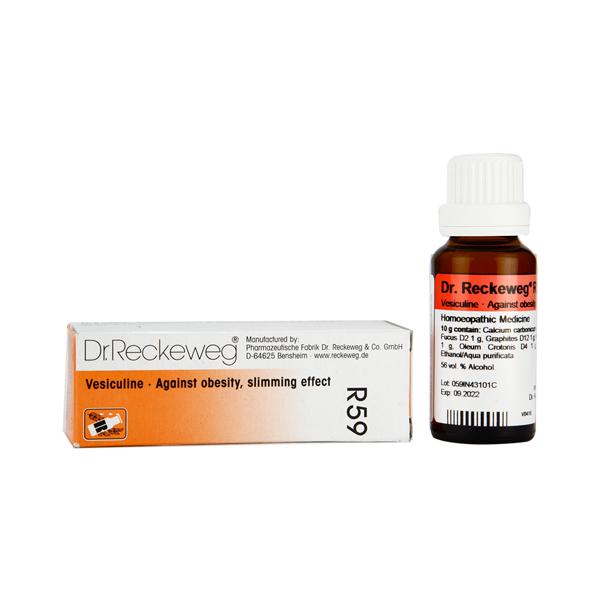 Dr.Reckeweg®
Manufactured by:
Pharmazeutische Fabrik Dr. Reckeweg & Co. GmbH
D-64625 Bensheim · www.reckeweg.de
Vesiculine · Against obesity, slimming effect
R59
Dr. Reckeweg® R
Vesiculine · Against obesity
Homoeopathic Medicine
10 g contain: Calcium carbonicum
Fucus D2 1 g, Graphites D12 1 g
1 g, Oleum Crotonis D4 1
Ethanol/Aqua purificata
56 vol. % Alcohol
Lot: 059IN43101C
Exp: 09.2022